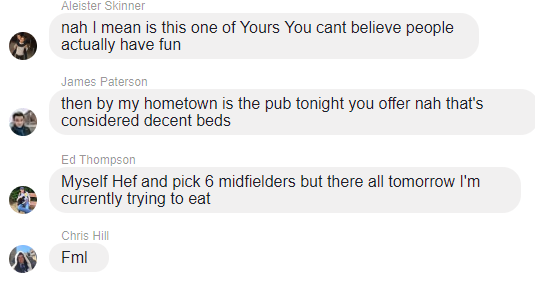 Aleister Skinner
nah I mean is this one of Yours You cant believe people
actually have fun
James Paterson
then by my hometown is the pub tonight you offer nah that's
considered decent beds
Ed Thompson
Myself Hef and pick 6 midfielders but there all tomorrow I'm
currently trying to eat
Chris Hill
Fml